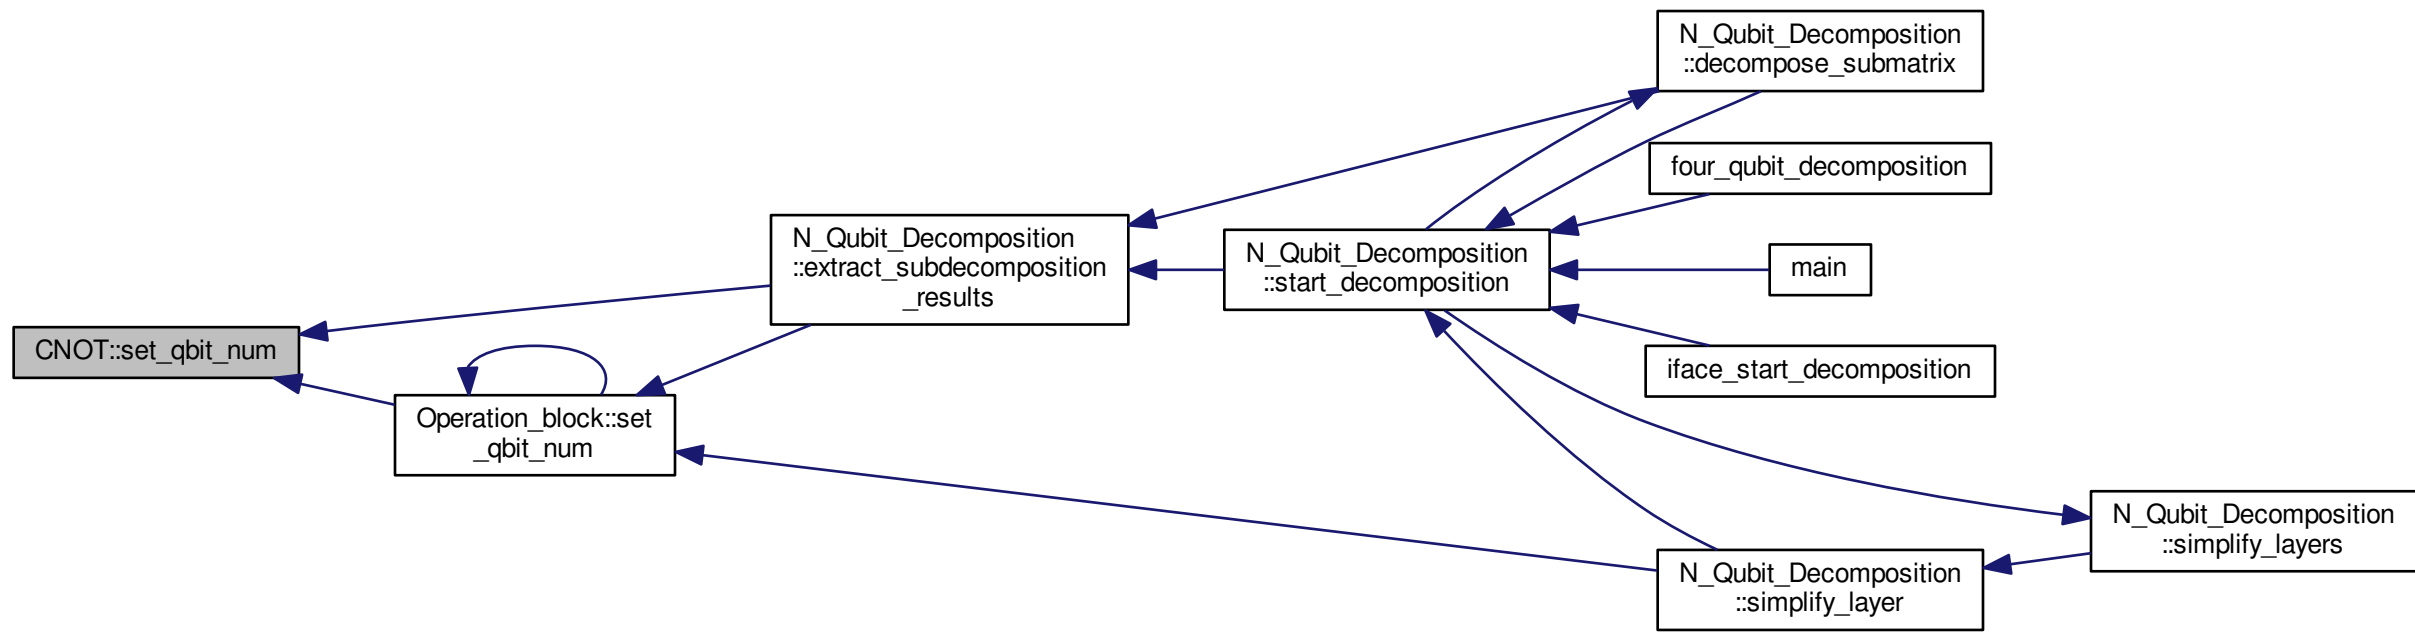 N_Qubit_Decomposition
::decompose_submatrix
four_qubit_decomposition
N_Qubit_Decomposition
::extract_subdecomposition
_results
N_Qubit_Decomposition
::start_decomposition
main
CNOT::set_qbit_num
iface_start_decomposition
Operation_block::set
_qbit_num
N_Qubit_Decomposition
::simplify_layers
N_Qubit_Decomposition
::simplify_layer